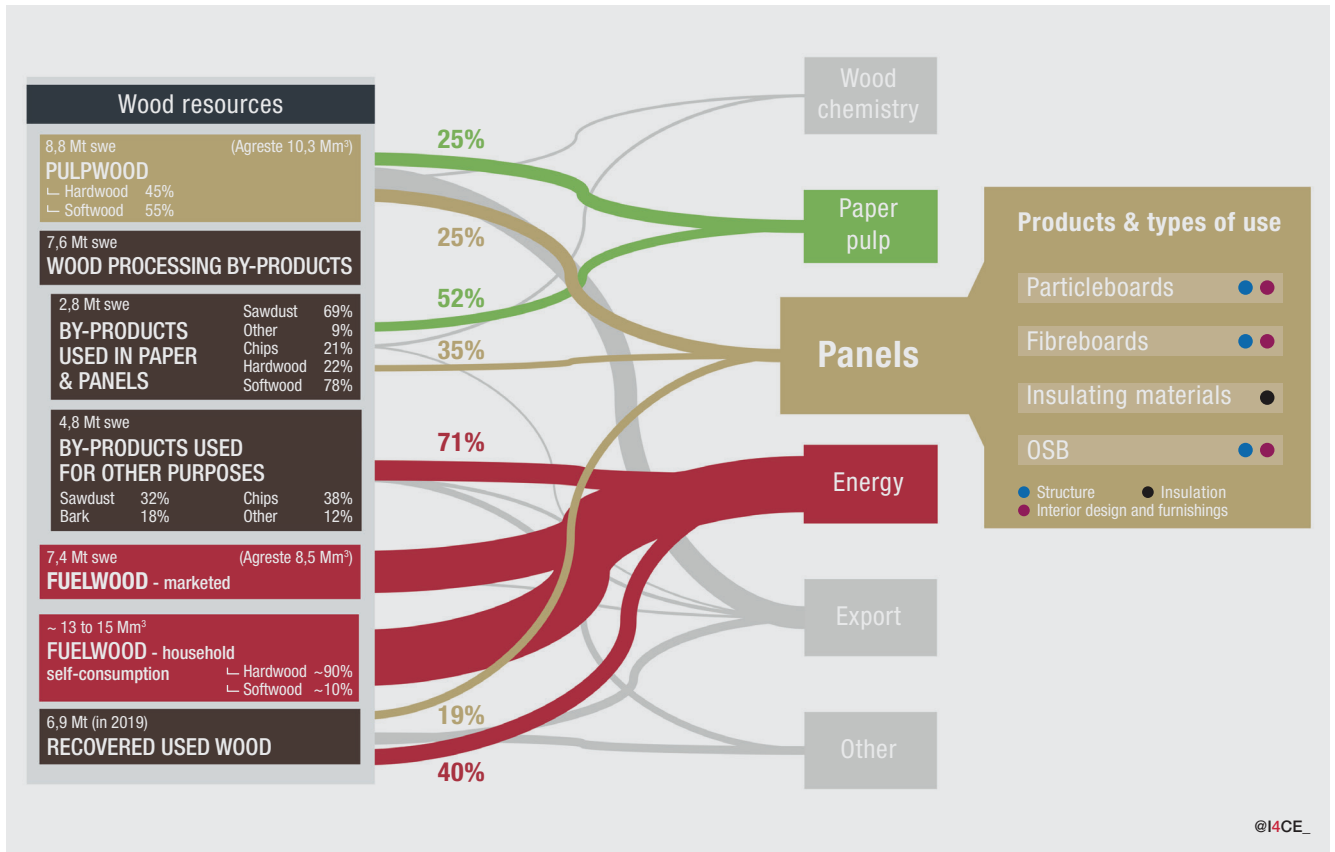 Wood resources
8,8 Mt swe (Agreste 10,3 Mm³)
PULPWOOD
Hardwood 45%
Softwood 55%
7,6 Mt swe
WOOD PROCESSING BY-PRODUCTS
2,8 Mt swe
BY-PRODUCTS
USED IN PAPER
& PANELS
Sawdust 69%
Other 9%
Chips 21%
Hardwood 22%
Softwood 78%
4,8 Mt swe
BY-PRODUCTS USED
FOR OTHER PURPOSES
Sawdust 32% Chips 38%
Bark 18% Other 12%
7,4 Mt swe (Agreste 8,5 Mm³)
FUELWOOD - marketed
~ 13 to 15 Mm³
FUELWOOD - household
self-consumption
Hardwood ~90%
Softwood ~10%
6,9 Mt (in 2019)
RECOVERED USED WOOD
25%
25%
52%
35%
71%
19%
40%
Wood
chemistry
Paper
pulp
Panels
Energy
Export
Other
Products & types of use
Particleboards
Fibreboards
Insulating materials
OSB
Structure Insulation
Interior design and furnishings
@I4CE_